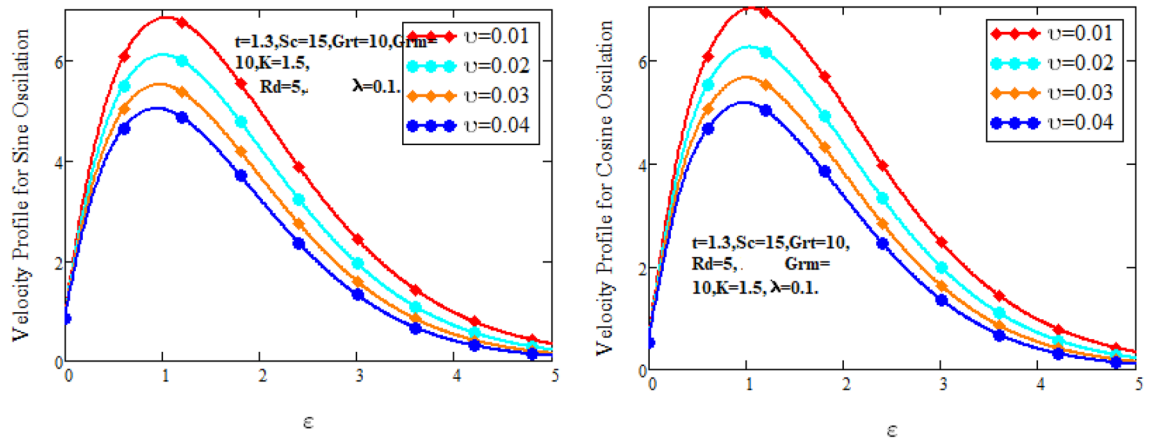 Velocity Profile for Sine Oscilation
6
4
2
0
0
1
2
3
4
5
ε
t=1.3,Sc=15,Grt=10,Grm=
10,K=1.5,
Rd=5,. λ=0.1.
υ=0.01
υ=0.02
υ=0.03
υ=0.04
Velocity Profile for Cosine Oscilation
6
4
2
0
0
1
2
3
4
5
ε
υ=0.01
υ=0.02
υ=0.03
υ=0.04
t=1.3,Sc=15,Grt=10,
Rd=5,. Grm=
10,K=1.5, λ=0.1.